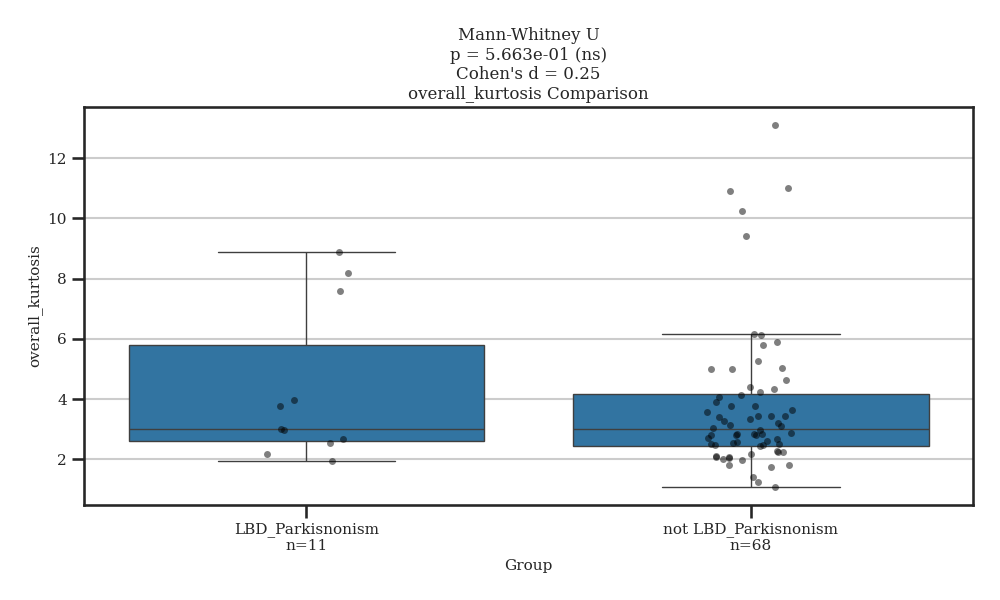 Mann-Whitney U
p = 5.663e-01 (ns)
Cohen's d = 0.25
overall_kurtosis Comparison
12
10
8
6
4
2
overall_kurtosis
LBD_Parkisnonism
n=11
not LBD_Parkisnonism
n=68
Group